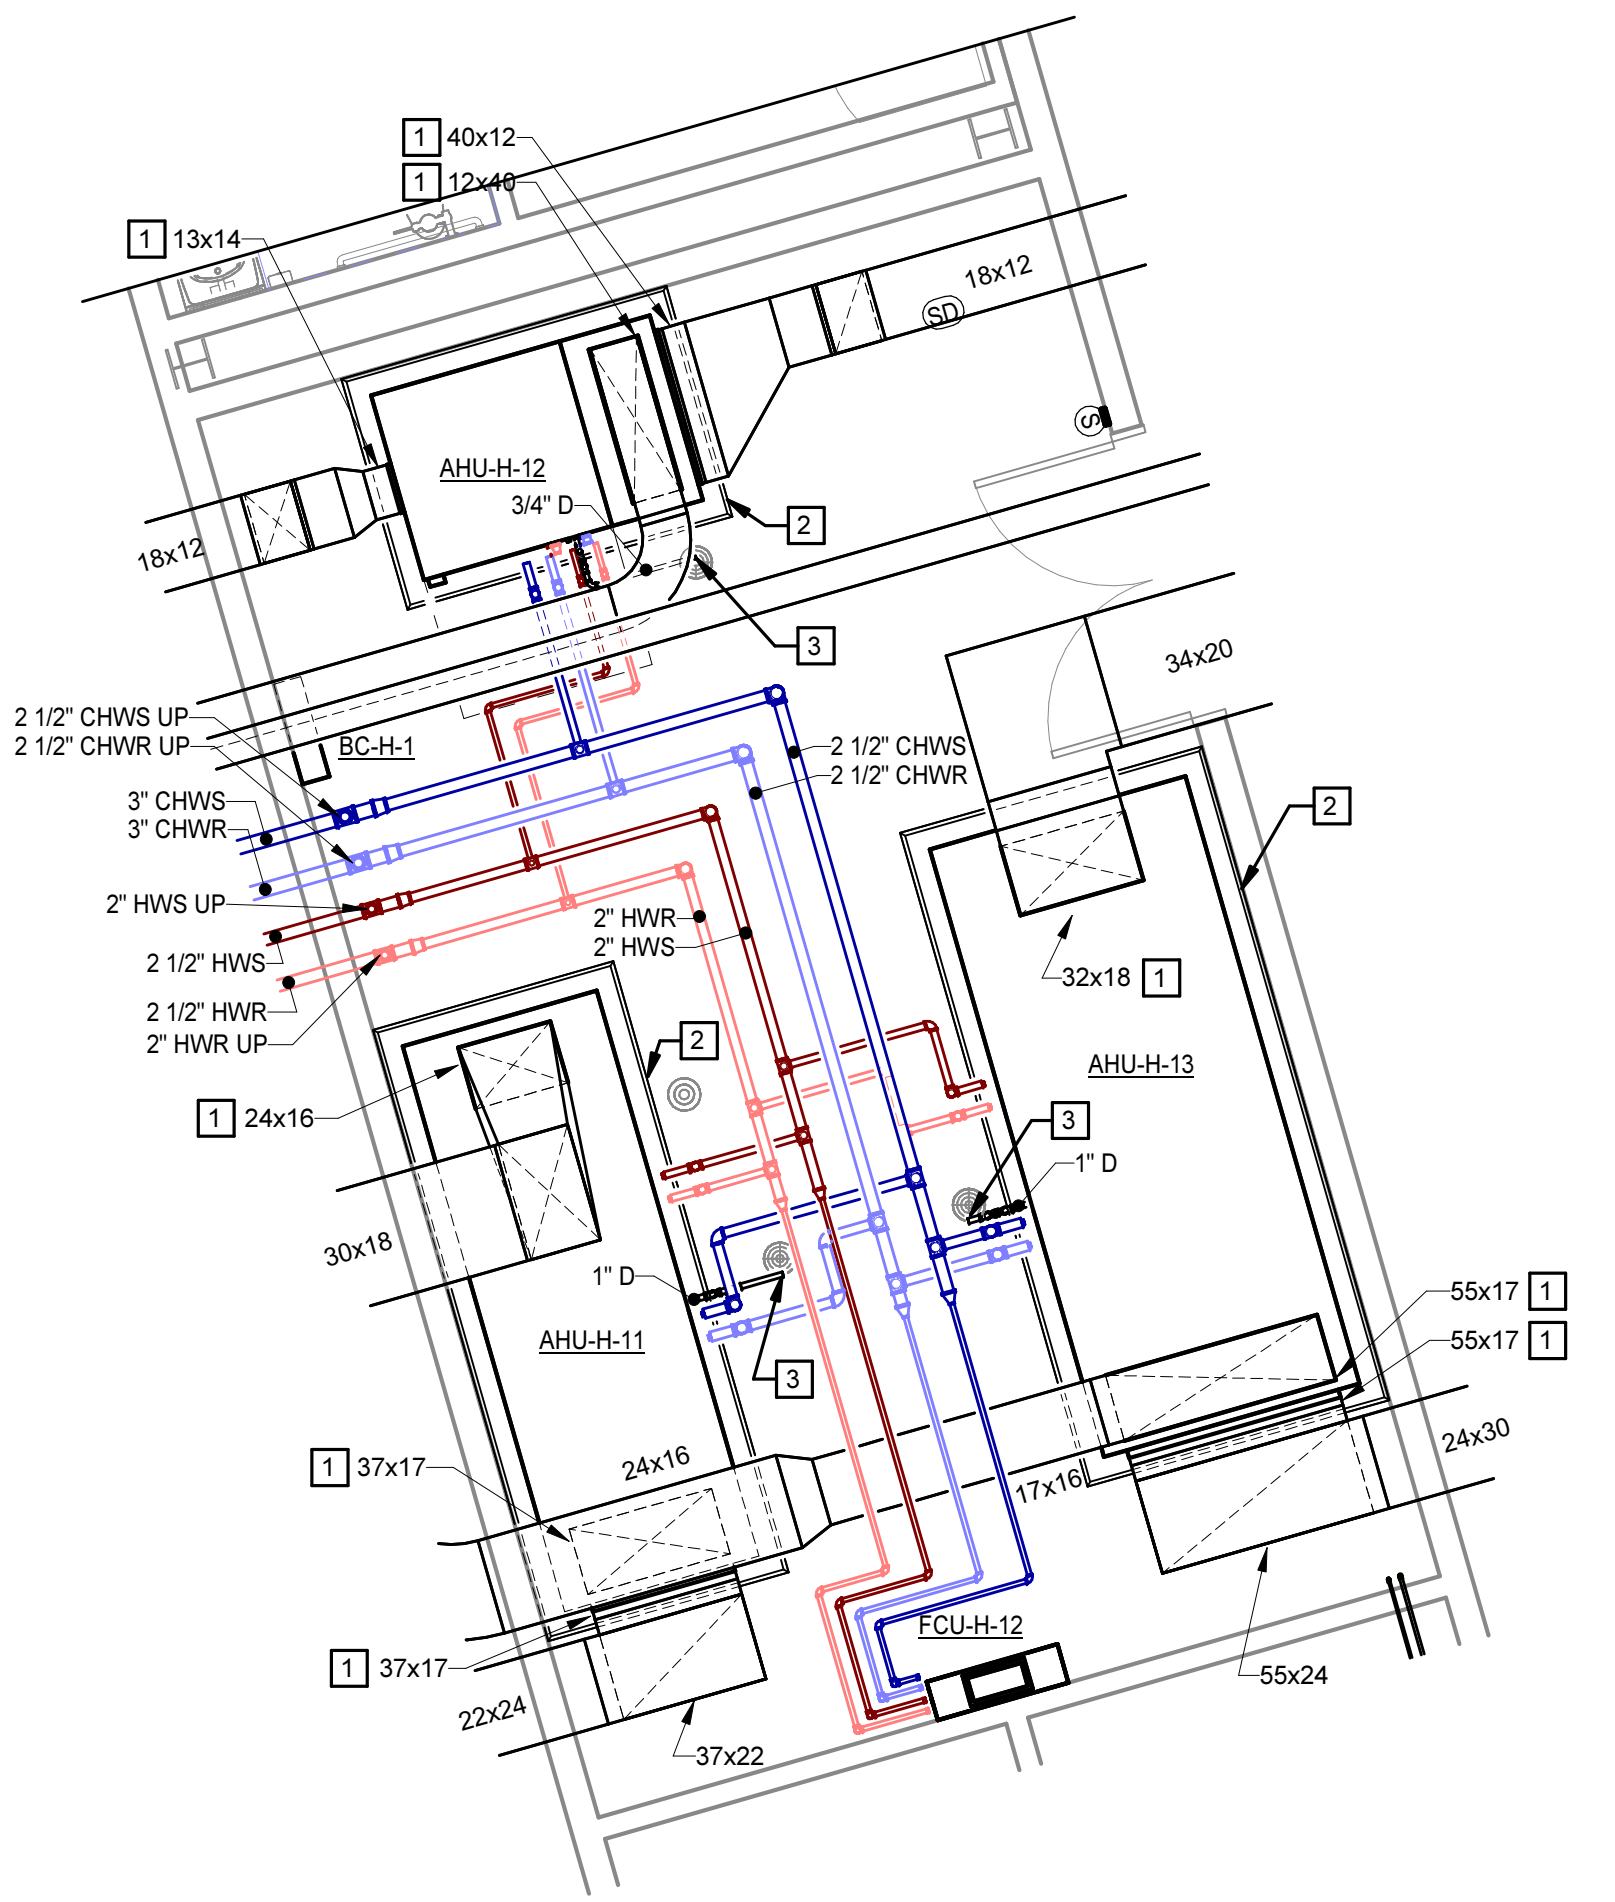 1 40x12
1 12x40
1 13x14
18x12
SD
S
AHU-H-12
3/4" D
2
18x12
3
34x20
2 1/2" CHWS UP
2 1/2" CHWR UP
BC-H-1
2 1/2" CHWS
2 1/2" CHWR
3" CHWS
3" CHWR
2
2" HWS UP
2" HWR
2" HWS
2 1/2" HWS
32x18 1
2 1/2" HWR
2" HWR UP
2
AHU-H-13
1 24x16
3
1" D
30x18
1" D
55x17 1
AHU-H-11
55x17 1
3
24x30
1 37x17
24x16
17x16
FCU-H-12
1 37x17
55x24
22x24
37x22